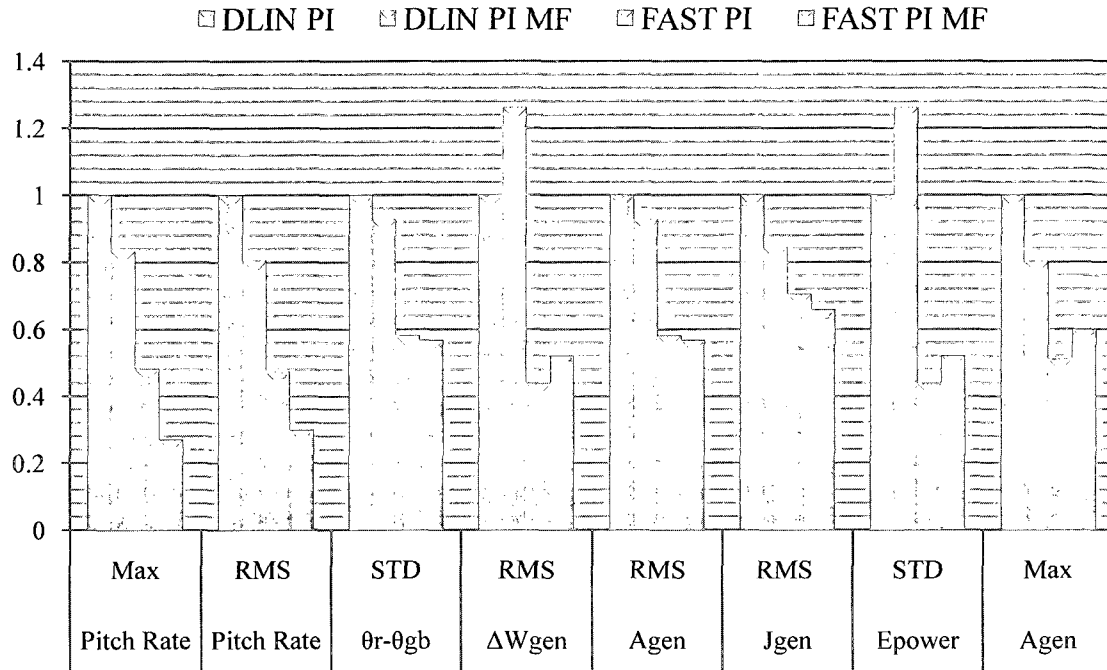 DLIN PI DLIN PI MF FAST PI FAST PI MF
1.4
1.2
1
0.8
0.6
0.4
0.2
0
Max RMS STD RMS RMS RMS STD Max
Pitch Rate Pitch Rate θr-θgb ΔWgen Agen Jgen Epower Agen